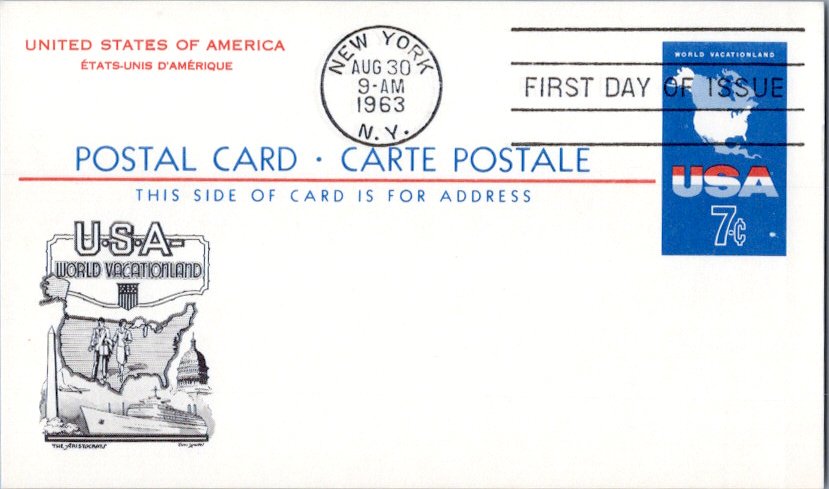 UNITED STATES OF AMERICA
ÉTATS-UNIS D'AMÉRIQUE
NEW YORK
AUG 30
9-AM
1963
N.Y.
FIRST DAY OF ISSUE
WORLD VACATIONLAND
USA
7¢
POSTAL CARD · CARTE POSTALE
THIS SIDE OF CARD IS FOR ADDRESS
U·S·A-
WORLD VACATIONLAND
THE ARISTOCRATS